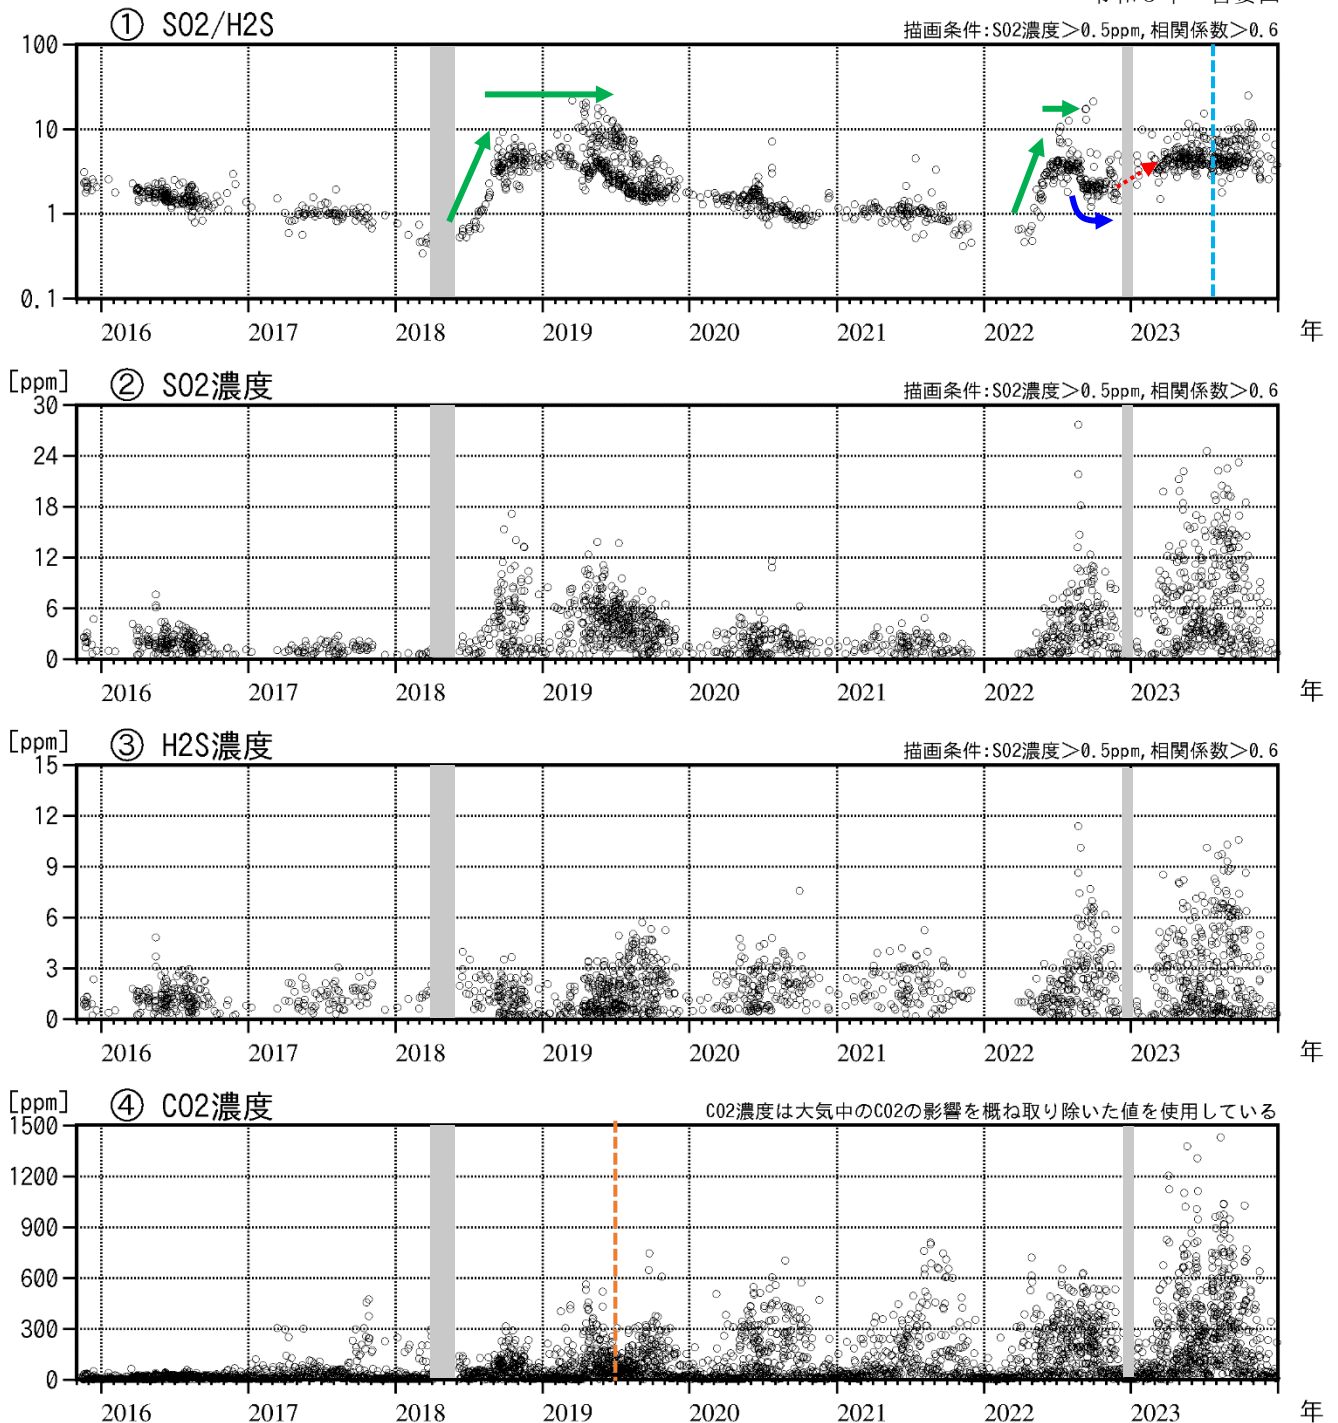 ① SO2/H2S
描画条件:SO2濃度＞0.5ppm,相関係数＞0.6
100
10
1
0.1
2016 2017 2018 2019 2020 2021 2022 2023 年
[ppm] ② SO2濃度
描画条件:SO2濃度＞0.5ppm,相関係数＞0.6
30
24
18
12
6
0
2016 2017 2018 2019 2020 2021 2022 2023 年
[ppm] ③ H2S濃度
描画条件:SO2濃度＞0.5ppm,相関係数＞0.6
15
12
9
6
3
0
2016 2017 2018 2019 2020 2021 2022 2023 年
[ppm] ④ CO2濃度
CO2濃度は大気中のCO2の影響を概ね取り除いた値を使用している
1500
1200
900
600
300
0
2016 2017 2018 2019 2020 2021 2022 2023 年